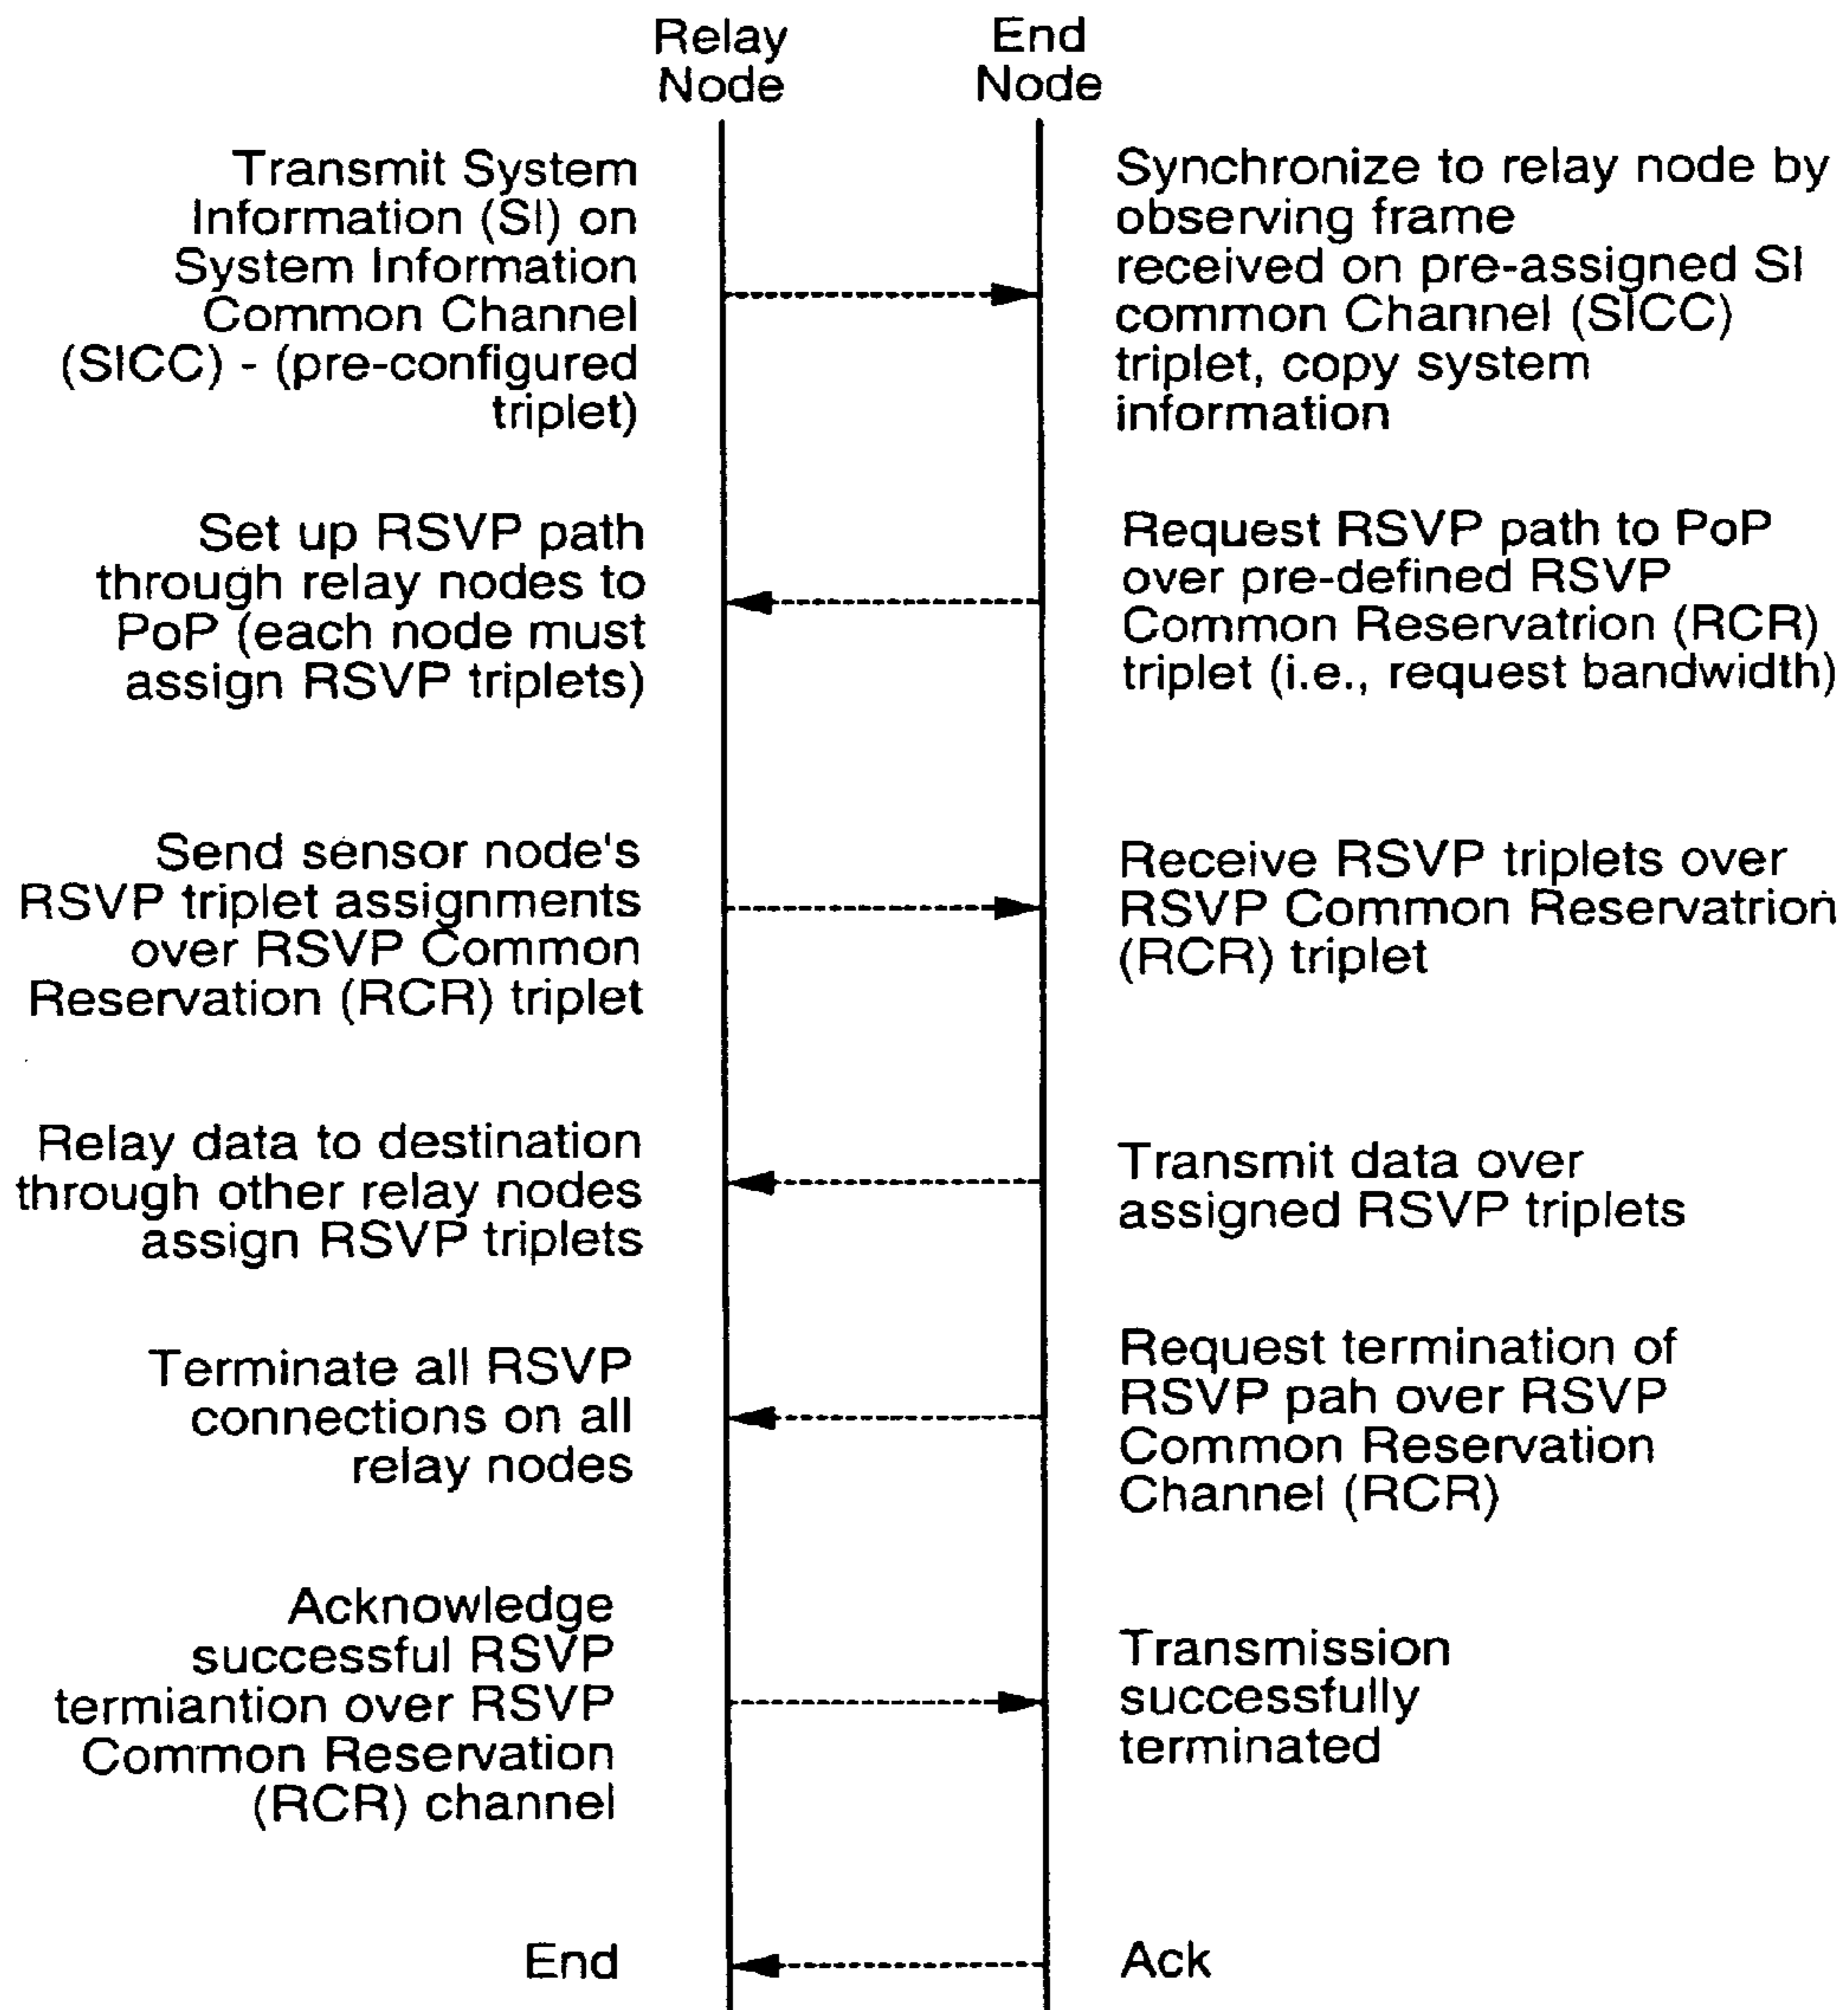 Relay
Node
End
Node
Transmit System
Information (SI) on
System Information
Common Channel
(SICC) - (pre-configured
triplet)
Synchronize to relay node by
observing frame
received on pre-assigned SI
common Channel (SICC)
triplet, copy system
information
Set up RSVP path
through relay nodes to
PoP (each node must
assign RSVP triplets)
Request RSVP path to PoP
over pre-defined RSVP
Common Reservatrion (RCR)
triplet (i.e., request bandwidth)
Send sensor node's
RSVP triplet assignments
over RSVP Common
Reservation (RCR) triplet
Receive RSVP triplets over
RSVP Common Reservatrion
(RCR) triplet
Relay data to destination
through other relay nodes
assign RSVP triplets
Transmit data over
assigned RSVP triplets
Terminate all RSVP
connections on all
relay nodes
Request termination of
RSVP pah over RSVP
Common Reservation
Channel (RCR)
Acknowledge
successful RSVP
termiantion over RSVP
Common Reservation
(RCR) channel
Transmission
successfully
terminated
End
Ack